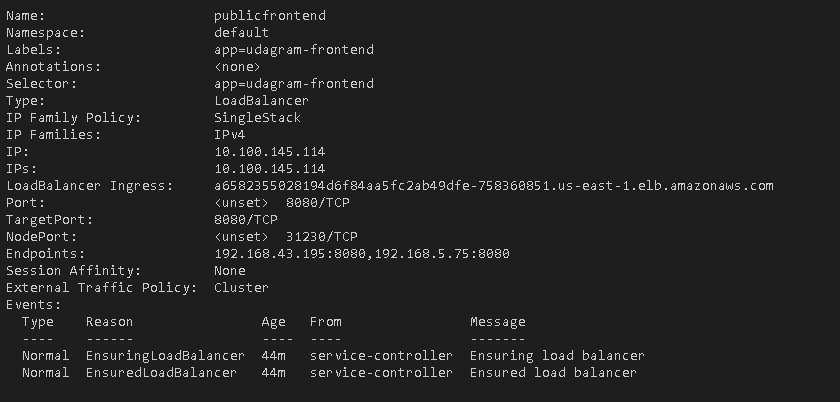 Name: publicfrontend
Namespace: default
Labels: app=udagram-frontend
Annotations: <none>
Selector: app=udagram-frontend
Type: LoadBalancer
IP Family Policy: SingleStack
IP Families: IPv4
IP: 10.100.145.114
IPs: 10.100.145.114
LoadBalancer Ingress: a6582355028194d6f84aa5fc2ab49dfe-758360851.us-east-1.elb.amazonaws.com
Port: <unset> 8080/TCP
TargetPort: 8080/TCP
NodePort: <unset> 31230/TCP
Endpoints: 192.168.43.195:8080,192.168.5.75:8080
Session Affinity: None
External Traffic Policy: Cluster
Events:
Type Reason Age From Message
---- ------ ---- ---- -------
Normal EnsuringLoadBalancer 44m service-controller Ensuring load balancer
Normal EnsuredLoadBalancer 44m service-controller Ensured load balancer